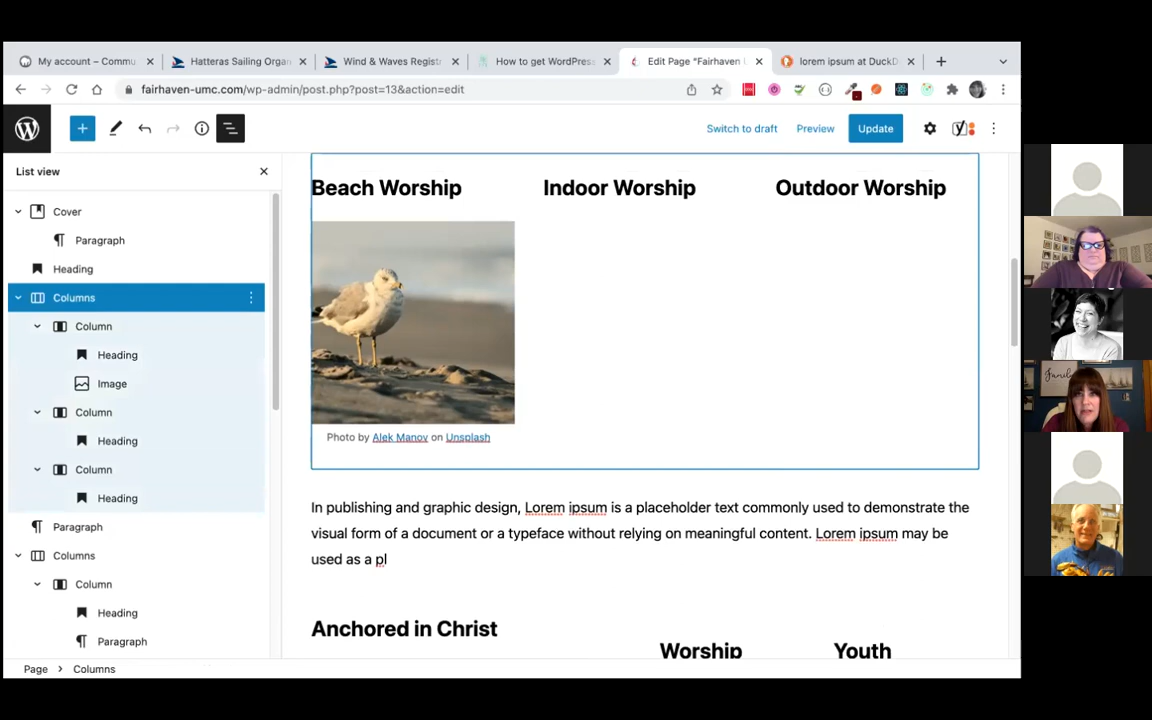 My account – Commu
Hatteras Sailing Organ
Wind & Waves Registr
How to get WordPress
Edit Page "Fairhaven
lorem ipsum at DuckD
fairhaven-umc.com/wp-admin/post.php?post=13&action=edit
Switch to draft
Preview
Update
List view
Cover
Paragraph
Heading
Columns
Column
Heading
Image
Column
Heading
Column
Heading
Paragraph
Columns
Column
Heading
Paragraph
Page > Columns
Beach Worship
Indoor Worship
Outdoor Worship
Photo by Alek Manov on Unsplash
In publishing and graphic design, Lorem ipsum is a placeholder text commonly used to demonstrate the
visual form of a document or a typeface without relying on meaningful content. Lorem ipsum may be
used as a pl
Anchored in Christ
Worship
Youth
Family